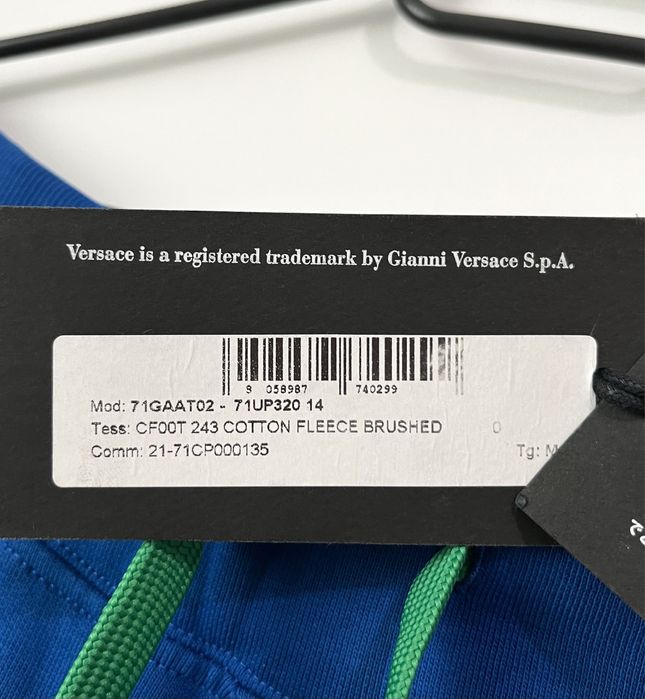 Versace is a registered trademark by Gianni Versace S.p.A.
9 058987 740299
Mod: 71GAAT02 - 71UP320 14
Tess: CF00T 243 COTTON FLEECE BRUSHED 0
Comm: 21-71CP000135 Tg: M